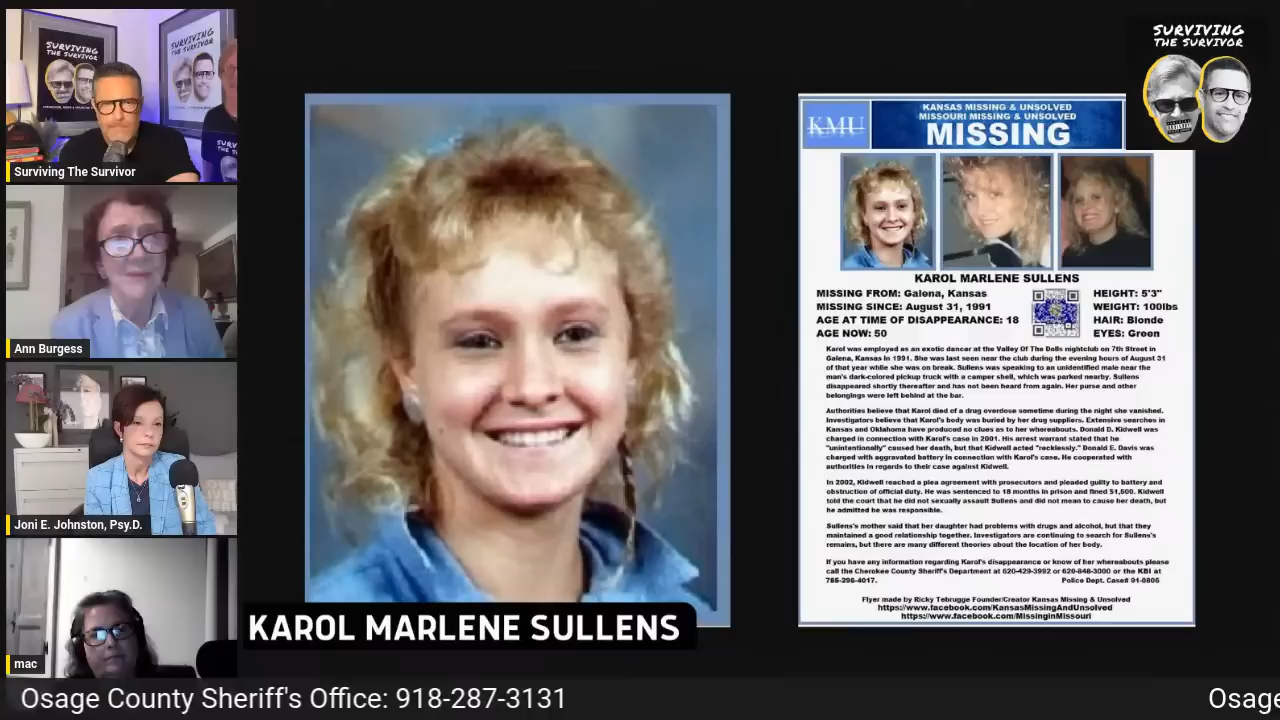 SURVIVING
THE SURVIVOR
SURVIVING
THE SURVIVOR
Surviving The Survivor
Ann Burgess
Joni E. Johnston, Psy.D.
mac
KAROL MARLENE SULLENS
SURVIVING
THE SURVIVOR
KMU
KANSAS MISSING & UNSOLVED
MISSOURI MISSING & UNSOLVED
MISSING
KAROL MARLENE SULLENS
MISSING FROM: Galena, Kansas
MISSING SINCE: August 31, 1991
AGE AT TIME OF DISAPPEARANCE: 18
AGE NOW: 50
HEIGHT: 5'3"
WEIGHT: 100lbs
HAIR: Blonde
EYES: Green
Karol was employed as an exotic dancer at the Valley Of The Dolls nightclub on 7th Street in
Galena, Kansas in 1991. She was last seen near the club during the evening hours of August 31
of that year while she was on break. Sullens was speaking to an unidentified male near the
man's dark-colored pickup truck with a camper shell, which was parked nearby. Sullens
disappeared shortly thereafter and has not been heard from again. Her purse and other
belongings were left behind at the bar.
Authorities believe that Karol died of a drug overdose sometime during the night she vanished.
Investigators believe that Karol's body was buried by her drug suppliers. Extensive searches in
Kansas and Oklahoma have produced no clues as to her whereabouts. Donald D. Kidwell was
charged in connection with Karol's case in 2001. His arrest warrant stated that he
"unintentionally" caused her death, but that Kidwell acted "recklessly." Donald E. Davis was
charged with aggravated battery in connection with Karol's case. He cooperated with
authorities in regards to their case against Kidwell.
In 2002, Kidwell reached a plea agreement with prosecutors and pleaded guilty to battery and
obstruction of official duty. He was sentenced to 18 months in prison and fined $1,500. Kidwell
told the court that he did not sexually assault Sullens and did not mean to cause her death, but
he admitted he was responsible.
Sullens's mother said that her daughter had problems with drugs and alcohol, but that they
maintained a good relationship together. Investigators are continuing to search for Sullens's
remains, but there are many different theories about the location of her body.
If you have any information regarding Karol's disappearance or know of her whereabouts please
call the Cherokee County Sheriff's Department at 620-429-3992 or 620-848-3000 or the KBI at
785-296-4017. Police Dept. Case# 91-0806
Flyer made by Ricky Tebrugge Founder/Creator Kansas Missing & Unsolved
https://www.facebook.com/KansasMissingAndUnsolved
https://www.facebook.com/MissinginMissouri
Osage County Sheriff's Office: 918-287-3131
Osage